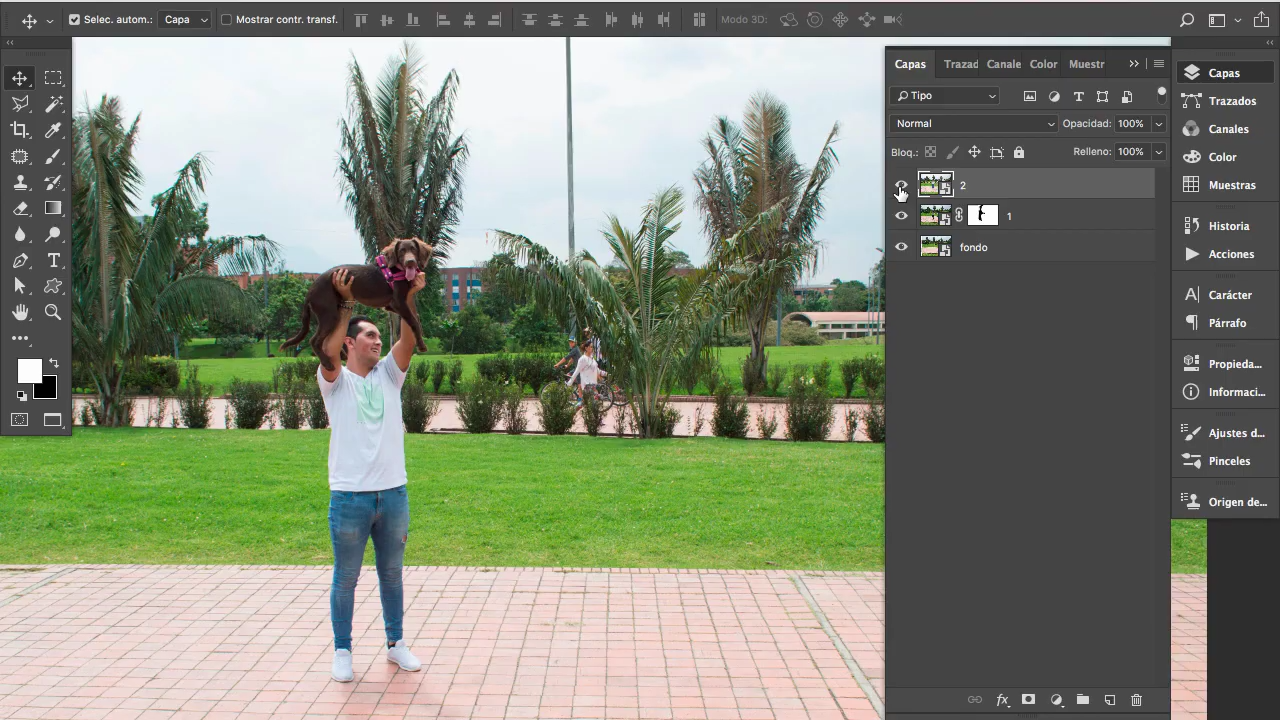 Selec. autom.: Capa Mostrar contr. transf. Modo 3D:
Capas Trazad Canale Color Muestr
Tipo
Normal Opacidad: 100%
Bloq.: Relleno: 100%
2
1
fondo
fx
T
Capas
Trazados
Canales
Color
Muestras
Historia
Acciones
Carácter
Párrafo
Propieda...
Informaci...
Ajustes d...
Pinceles
Origen de...